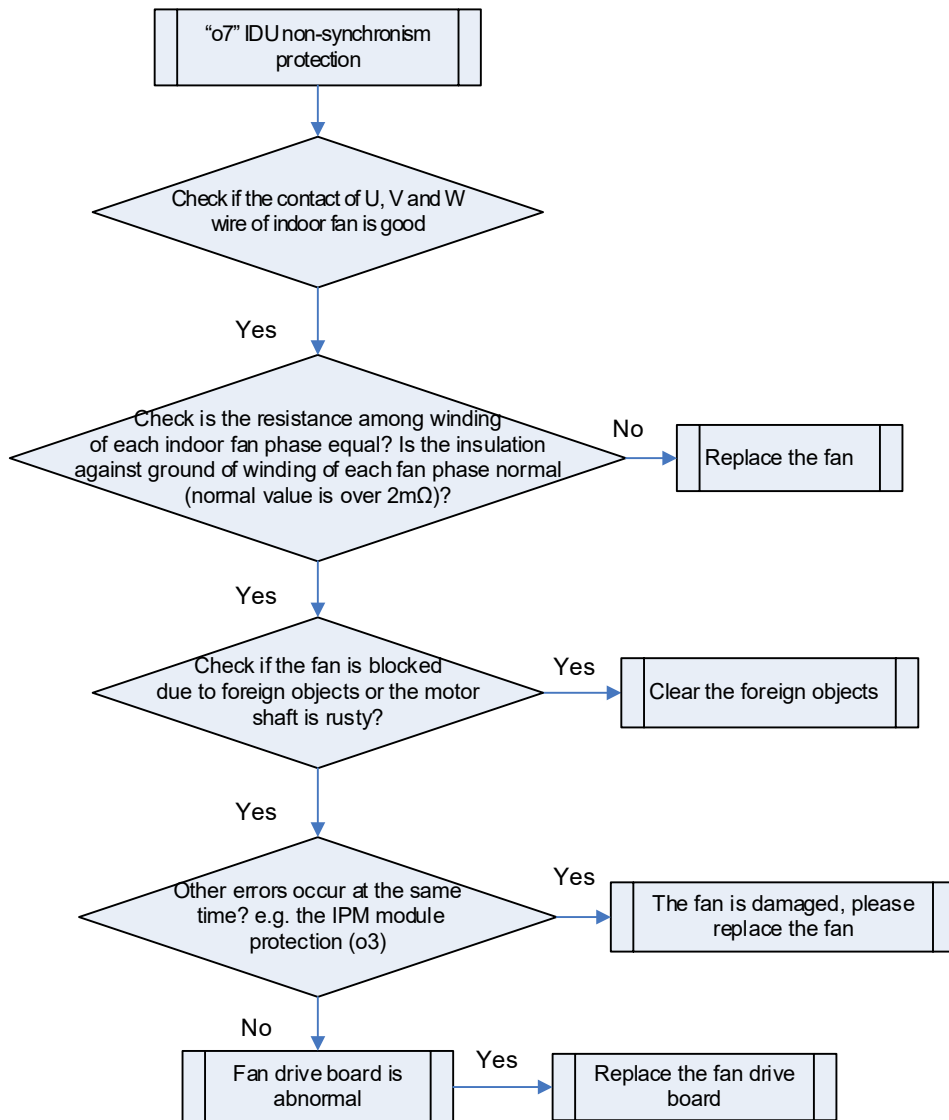 “o7” IDU non-synchronism
protection
Check if the contact of U, V and W
wire of indoor fan is good
Yes
Check is the resistance among winding
of each indoor fan phase equal? Is the insulation
against ground of winding of each fan phase normal
(normal value is over 2mΩ)?
No
Replace the fan
Yes
Check if the fan is blocked
due to foreign objects or the motor
shaft is rusty?
Yes
Clear the foreign objects
Yes
Other errors occur at the same
time? e.g. the IPM module
protection (o3)
Yes
The fan is damaged, please
replace the fan
No
Fan drive board is
abnormal
Yes
Replace the fan drive
board